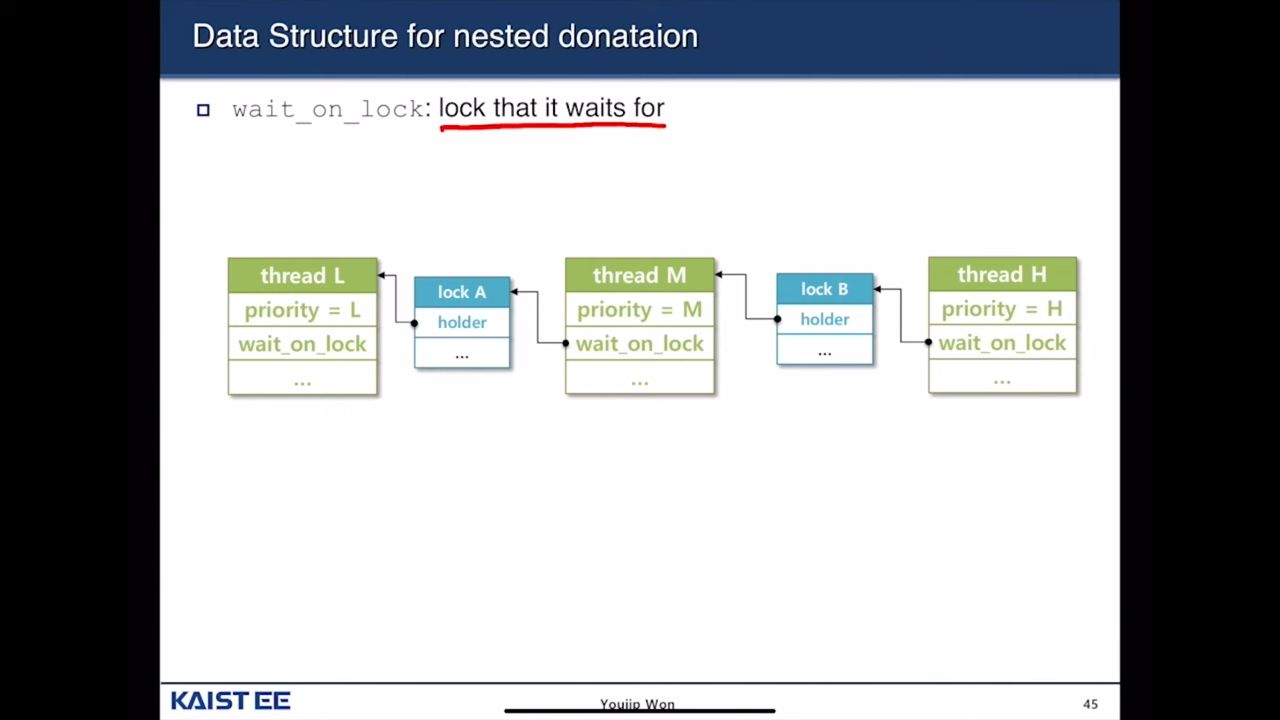 Data Structure for nested donataion
wait_on_lock: lock that it waits for
thread L
priority = L
wait_on_lock
...
lock A
holder
...
thread M
priority = M
wait_on_lock
...
lock B
holder
...
thread H
priority = H
wait_on_lock
...
KAIST EE
Youjip Won
45